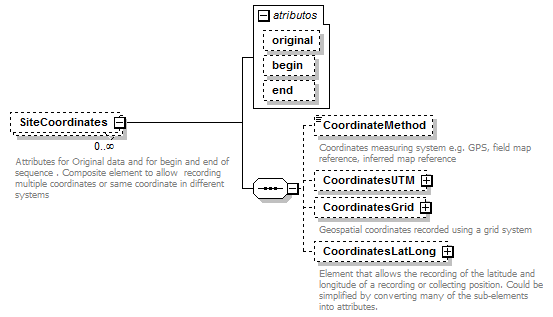 atributos
original
begin
end
SiteCoordinates
0..∞
Attributes for Original data and for begin and end of
sequence . Composite element to allow recording
multiple coordinates or same coordinate in different
systems
CoordinateMethod
Coordinates measuring system e.g. GPS, field map
reference, inferred map reference
CoordinatesUTM
CoordinatesGrid
Geospatial coordinates recorded using a grid system
CoordinatesLatLong
Element that allows the recording of the latitude and
longitude of a recording or collecting position. Could be
simplified by converting many of the sub-elements
into attributes.